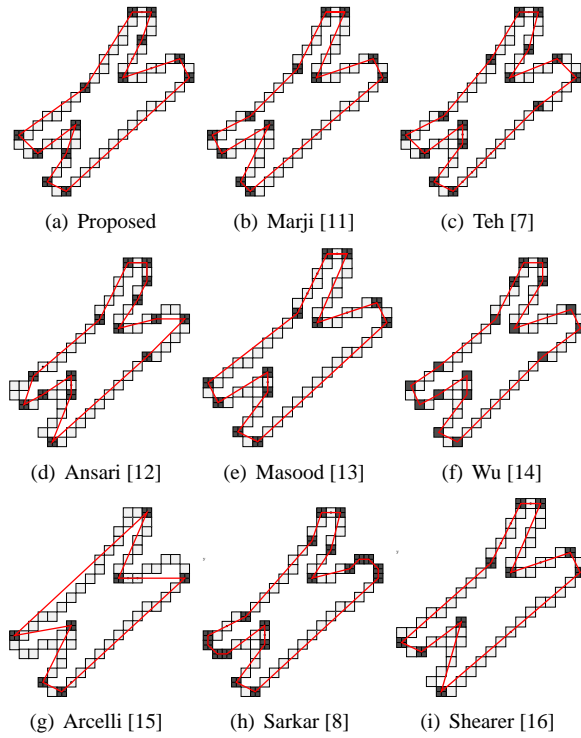 (a) Proposed
(b) Marji [11]
(c) Teh [7]
(d) Ansari [12]
(e) Masood [13]
(f) Wu [14]
(g) Arcelli [15]
(h) Sarkar [8]
(i) Shearer [16]